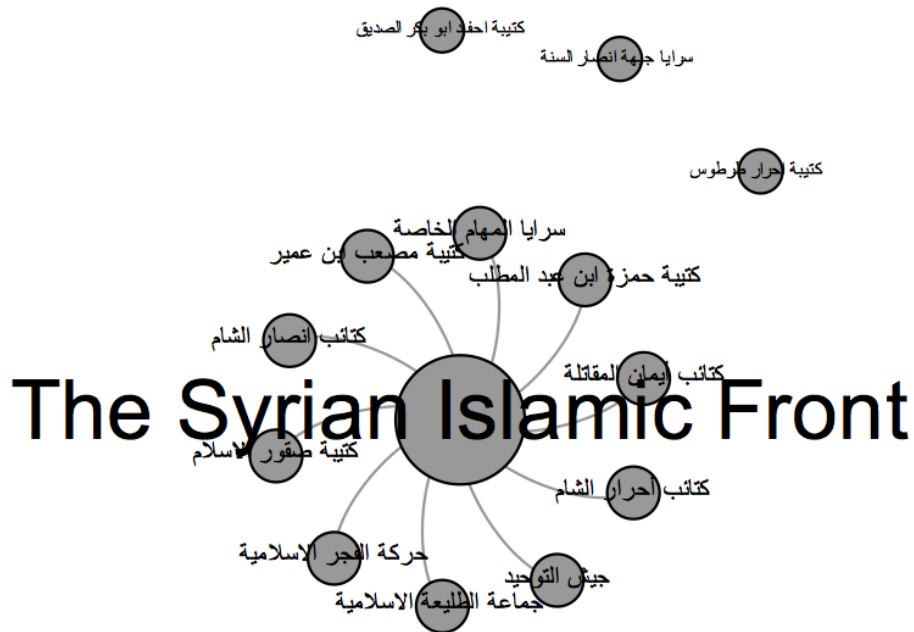 كتيبة احفاد ابو بكر الصديق
سرايا جبهة انصار السنة
كتيبة احرار طرطوس
سرايا المهام الخاصة
كتيبة مصعب ابن عمير
كتيبة حمزة ابن عبد المطلب
كتائب انصار الشام
كتائب أيمان المقاتلة
The Syrian Islamic Front
كتيبة صقور الاسلام
كتائب أحرار الشام
حركة الفجر الاسلامية
جيش التوحيد
جماعة الطليعة الاسلامية